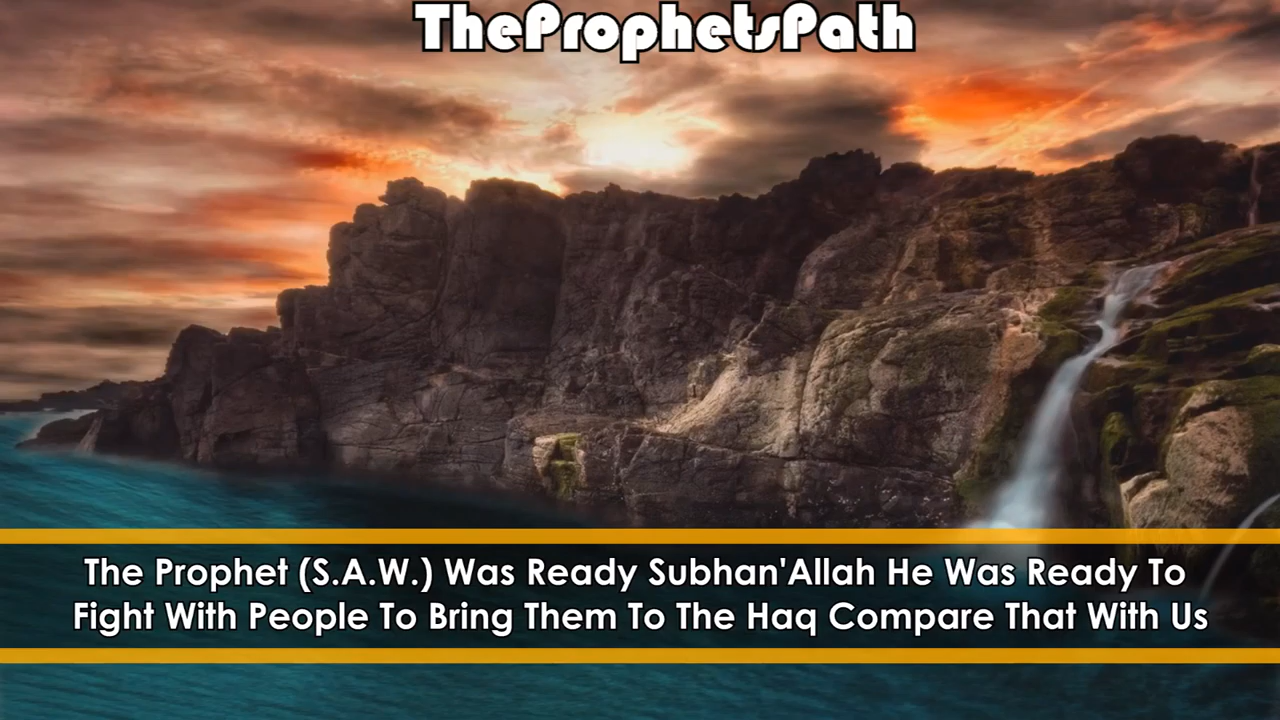 TheProphetsPath
The Prophet (S.A.W.) Was Ready Subhan'Allah He Was Ready To
Fight With People To Bring Them To The Haq Compare That With Us